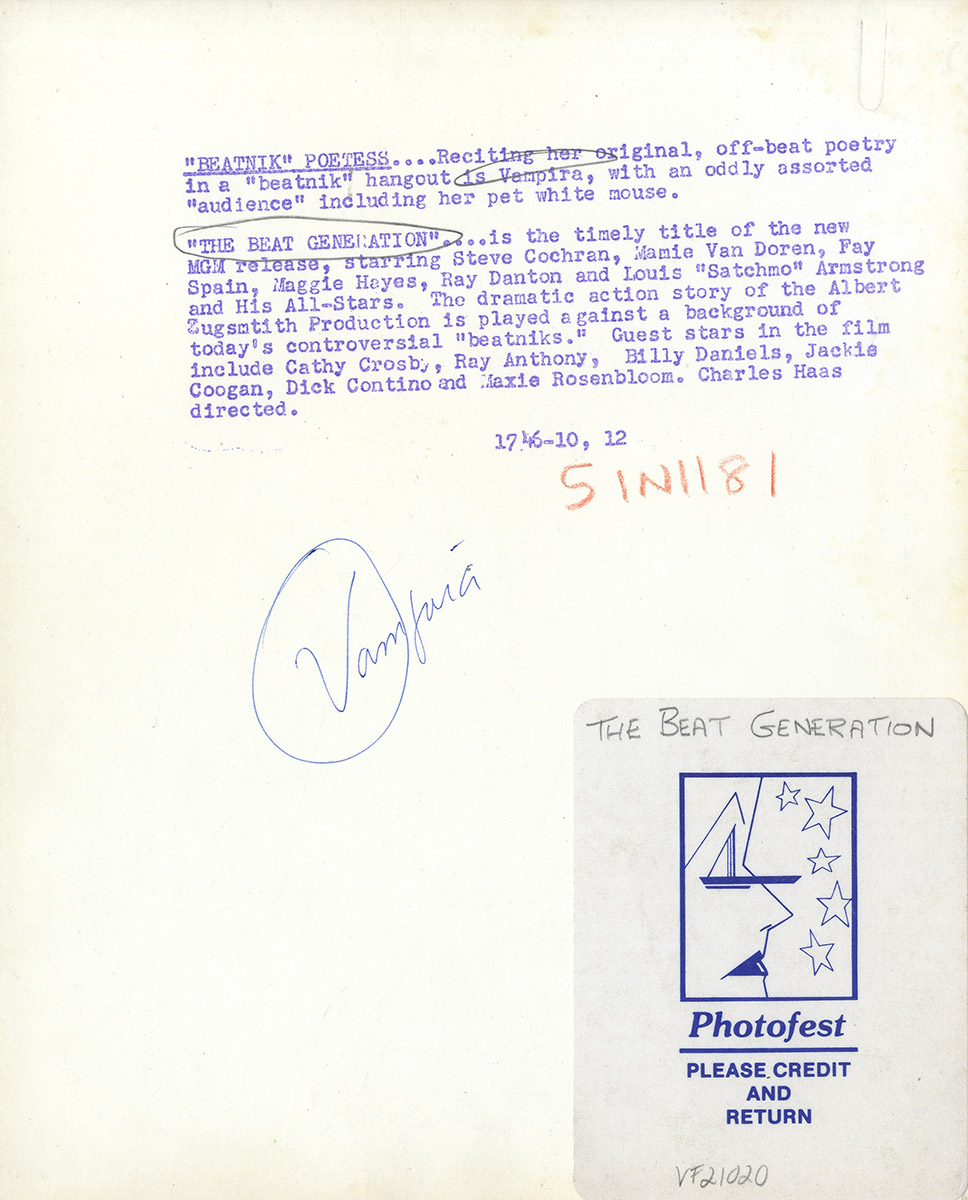 "BEATNIK" POETESS....Reciting her original, off-beat poetry
in a "beatnik" hangout is Vampira, with an oddly assorted
"audience" including her pet white mouse.
"THE BEAT GENERATION"....is the timely title of the new
MGM release, starring Steve Cochran, Mamie Van Doren, Fay
Spain, Maggie Hayes, Ray Danton and Louis "Satchmo" Armstrong
and His All-Stars. The dramatic action story of the Albert
Zugsmtith Production is played against a background of
today's controversial "beatniks." Guest stars in the film
include Cathy Crosby, Ray Anthony, Billy Daniels, Jackie
Coogan, Dick Contino and Maxie Rosenbloom. Charles Haas
directed.
1746-10, 12
51N1181
Vampira
THE BEAT GENERATION
Photofest
PLEASE CREDIT
AND
RETURN
VF21020